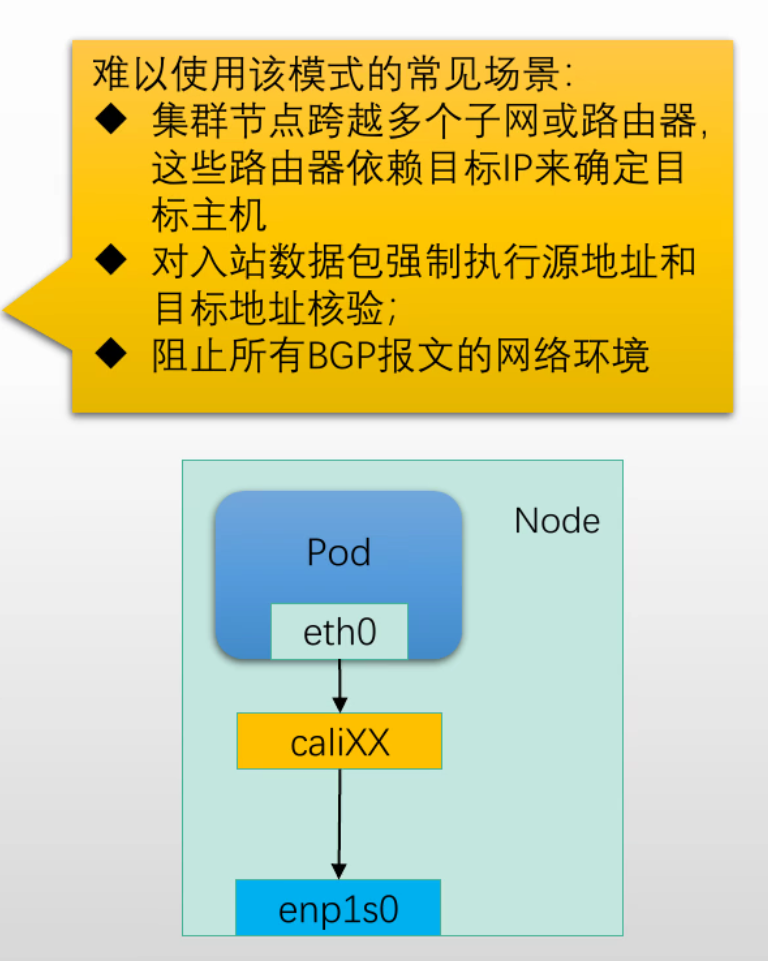 难以使用该模式的常见场景：
◆ 集群节点跨越多个子网或路由器，
这些路由器依赖目标IP来确定目
标主机
◆ 对入站数据包强制执行源地址和
目标地址核验；
◆ 阻止所有BGP报文的网络环境
Node
Pod
eth0
caliXX
enp1s0